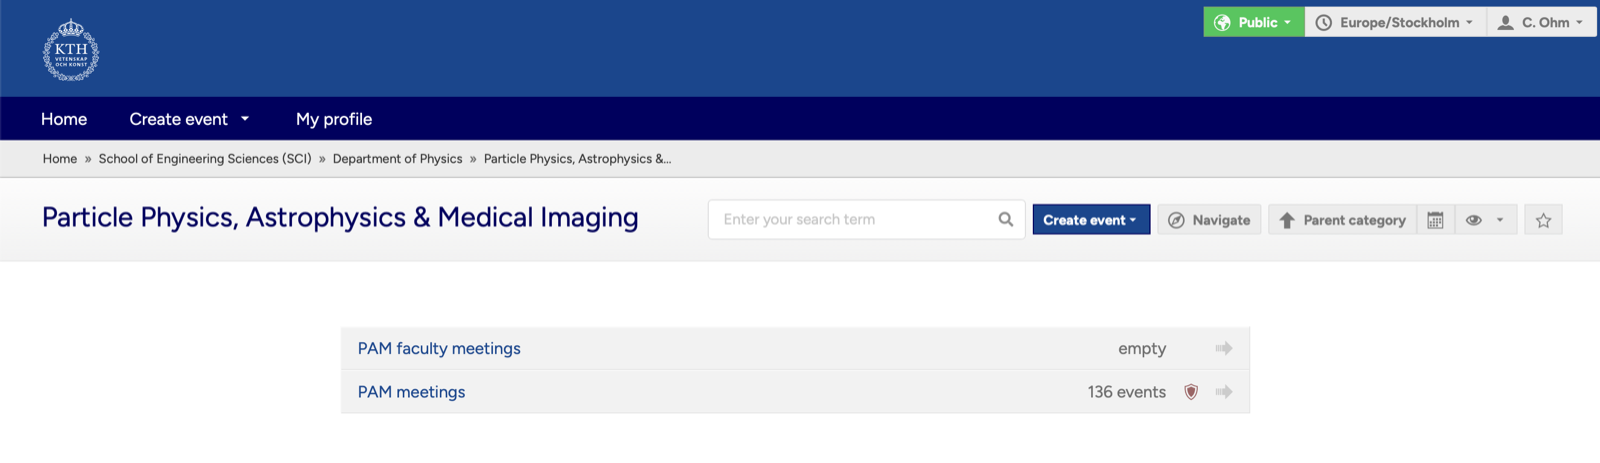 Public
Europe/Stockholm
C. Ohm
KTH
VETENSKAP
OCH KONST
Home Create event My profile
Home » School of Engineering Sciences (SCI) » Department of Physics » Particle Physics, Astrophysics &...
Particle Physics, Astrophysics & Medical Imaging
Enter your search term
Create event
Navigate
Parent category
PAM faculty meetings empty
PAM meetings 136 events